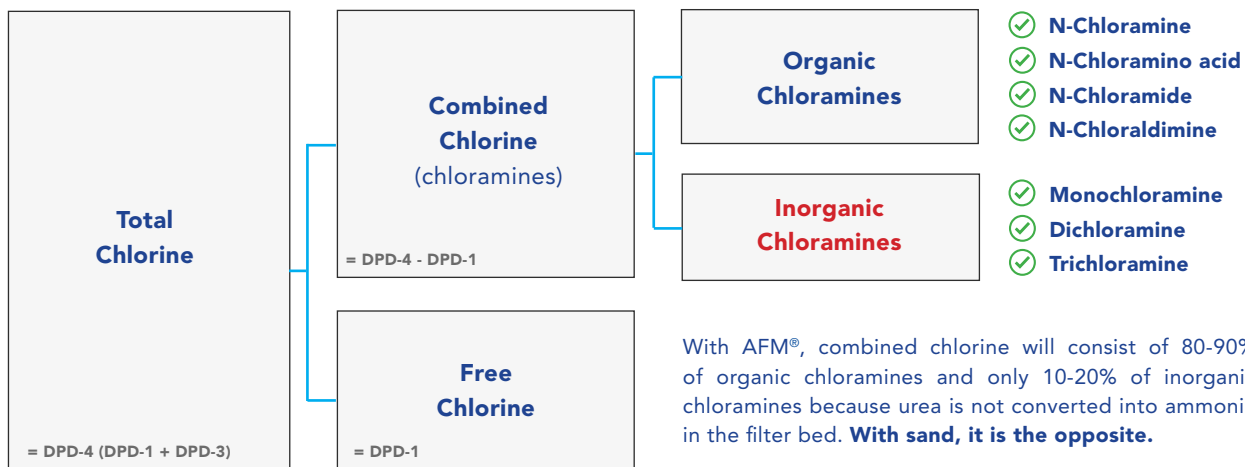 Total
Chlorine
= DPD-4 (DPD-1 + DPD-3)
Combined
Chlorine
(chloramines)
= DPD-4 - DPD-1
Free
Chlorine
= DPD-1
Organic
Chloramines
N-Chloramine
N-Chloramino acid
N-Chloramide
N-Chloraldimine
Inorganic
Chloramines
Monochloramine
Dichloramine
Trichloramine
With AFM®, combined chlorine will consist of 80-90%
of organic chloramines and only 10-20% of inorgani
chloramines because urea is not converted into ammoni
in the filter bed. With sand, it is the opposite.